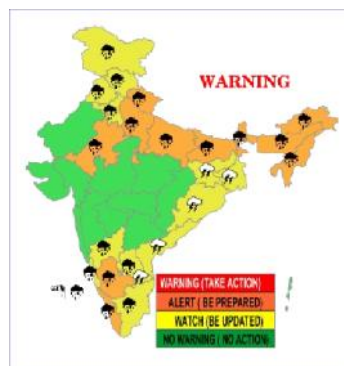 WARNING
WARNING (TAKE ACTION)
ALERT ( BE PREPARED)
WATCH (BE UPDATED)
NO WARNING ( NO ACTION)